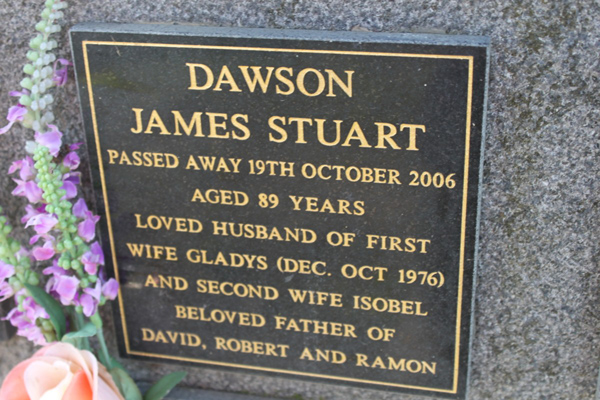 DAWSON
JAMES STUART
PASSED AWAY 19TH OCTOBER 2006
AGED 89 YEARS
LOVED HUSBAND OF FIRST
WIFE GLADYS (DEC. OCT 1976)
AND SECOND WIFE ISOBEL
BELOVED FATHER OF
DAVID, ROBERT AND RAMON